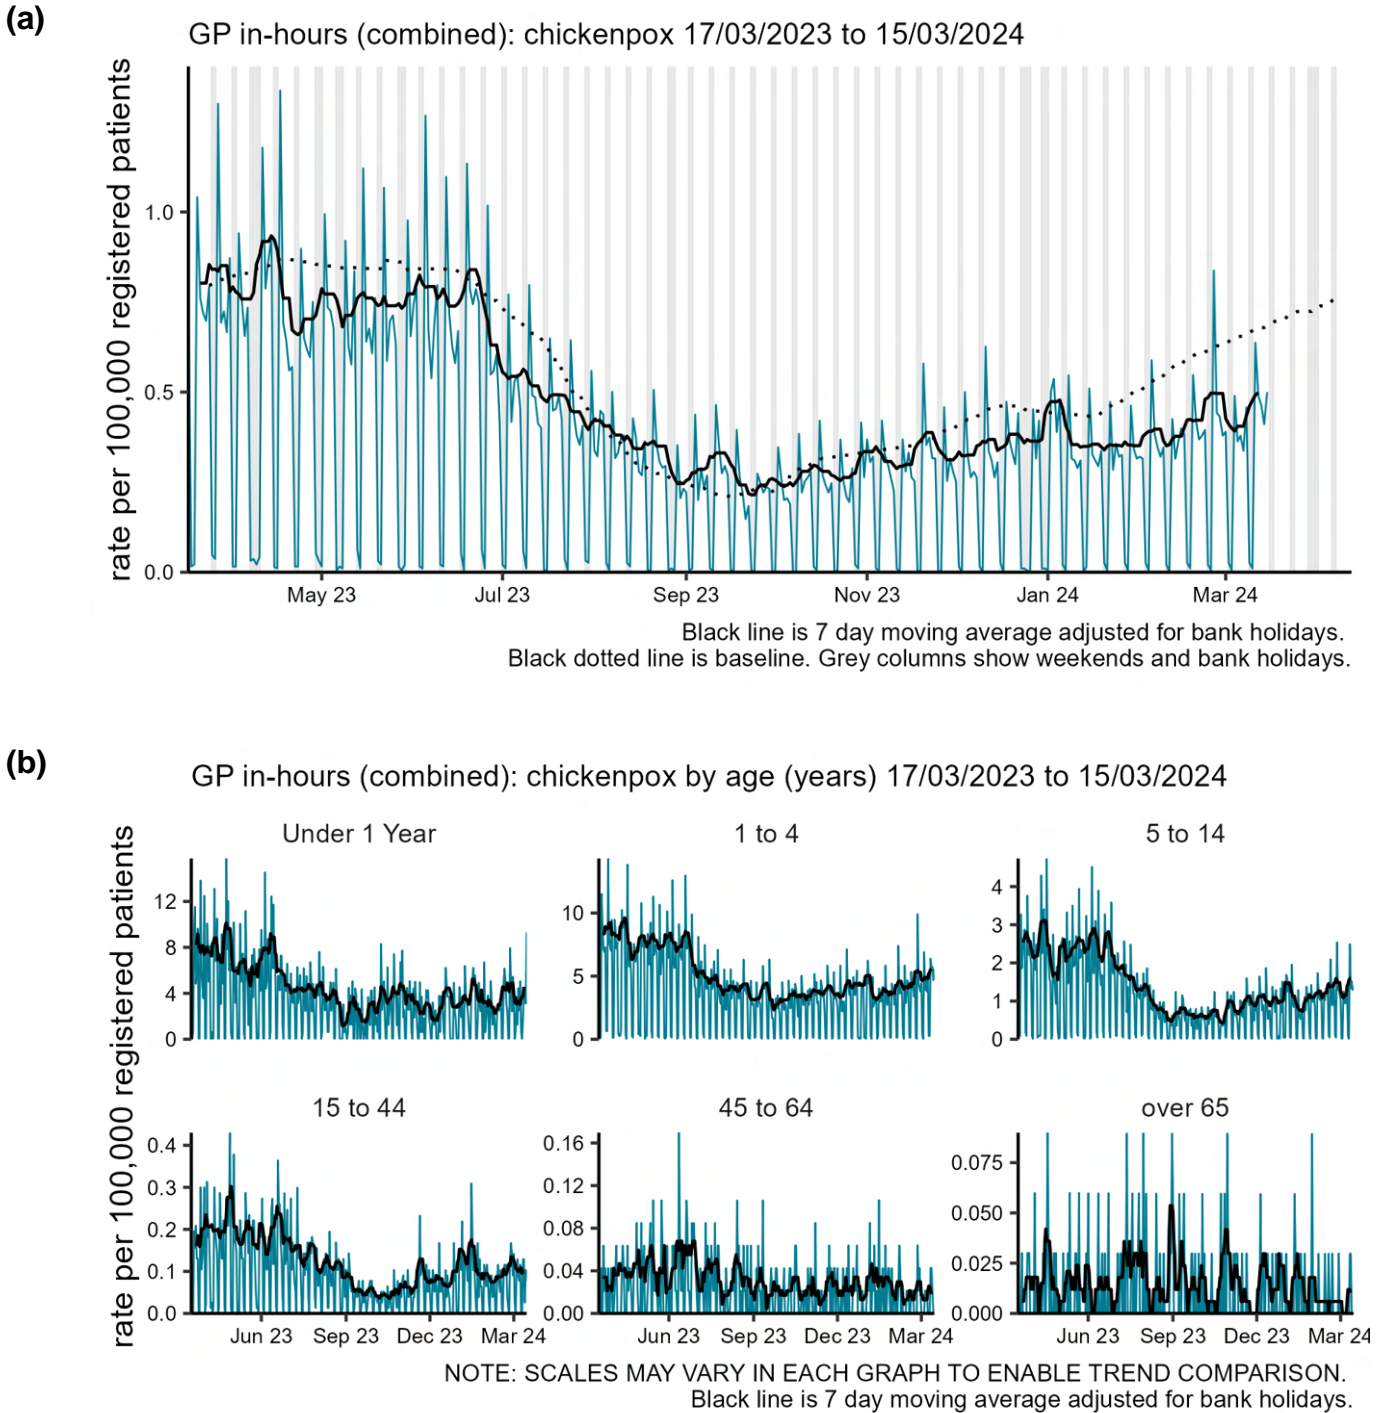 (a)
GP in-hours (combined): chickenpox 17/03/2023 to 15/03/2024
rate per 100,000 registered patients
1.0
0.5
0.0
May 23 Jul 23 Sep 23 Nov 23 Jan 24 Mar 24
Black line is 7 day moving average adjusted for bank holidays.
Black dotted line is baseline. Grey columns show weekends and bank holidays.
(b)
GP in-hours (combined): chickenpox by age (years) 17/03/2023 to 15/03/2024
rate per 100,000 registered patients
Under 1 Year
12
8
4
0
1 to 4
10
5
0
5 to 14
4
3
2
1
0
15 to 44
0.4
0.3
0.2
0.1
0.0
Jun 23 Sep 23 Dec 23 Mar 24
45 to 64
0.16
0.12
0.08
0.04
0.00
Jun 23 Sep 23 Dec 23 Mar 24
over 65
0.075
0.050
0.025
0.000
Jun 23 Sep 23 Dec 23 Mar 24
NOTE: SCALES MAY VARY IN EACH GRAPH TO ENABLE TREND COMPARISON.
Black line is 7 day moving average adjusted for bank holidays.